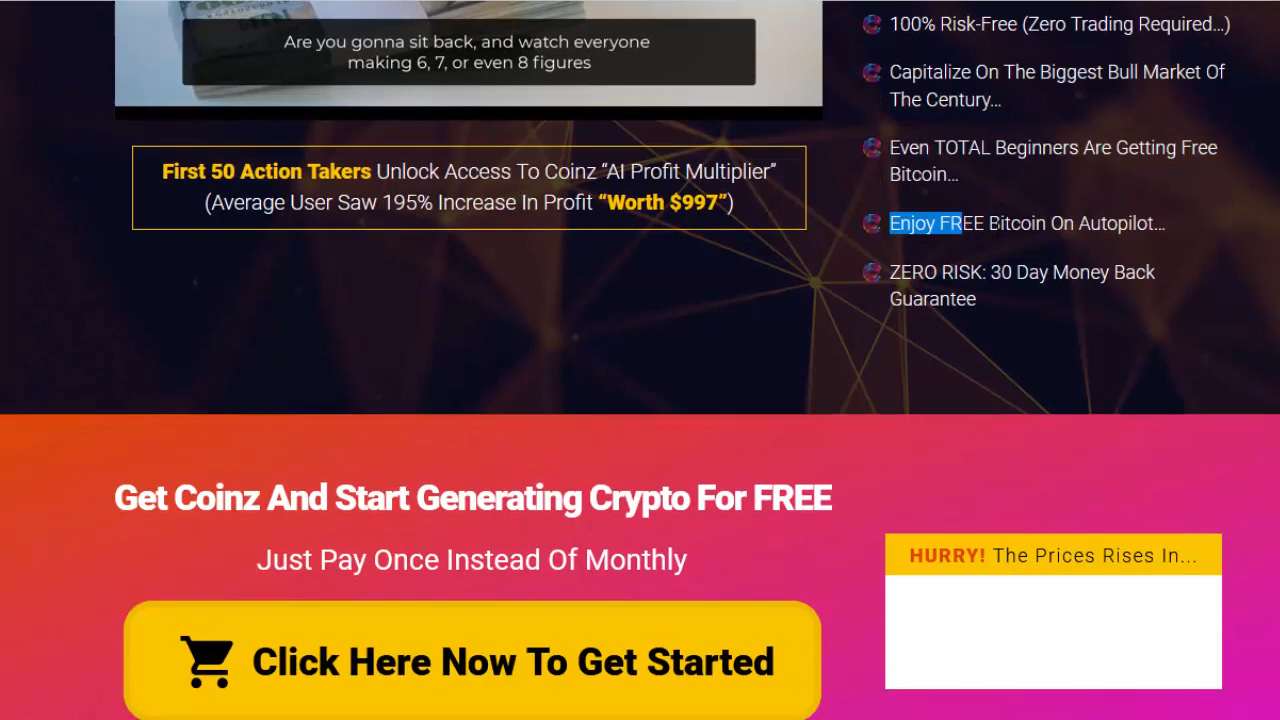 Are you gonna sit back, and watch everyone
making 6, 7, or even 8 figures
First 50 Action Takers Unlock Access To Coinz “AI Profit Multiplier”
(Average User Saw 195% Increase In Profit “Worth $997”)
100% Risk-Free (Zero Trading Required...)
Capitalize On The Biggest Bull Market Of
The Century...
Even TOTAL Beginners Are Getting Free
Bitcoin...
Enjoy FREE Bitcoin On Autopilot...
ZERO RISK: 30 Day Money Back
Guarantee
Get Coinz And Start Generating Crypto For FREE
Just Pay Once Instead Of Monthly
Click Here Now To Get Started
HURRY! The Prices Rises In...